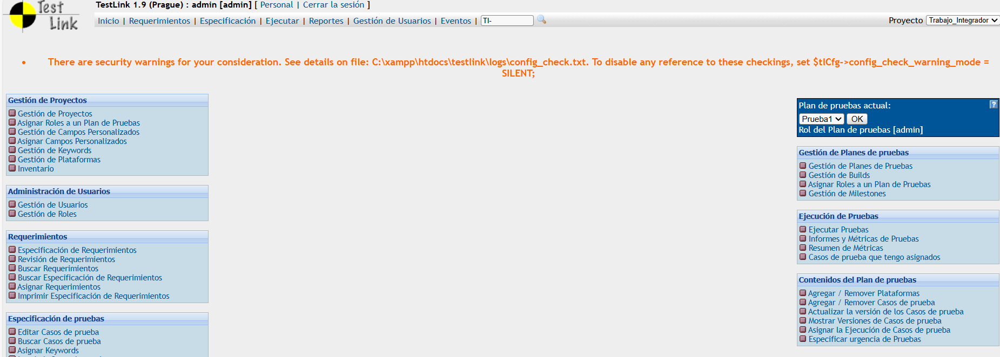 Test
Link
TestLink 1.9 (Prague) : admin [admin] [ Personal | Cerrar la sesión ]
Inicio | Requerimientos | Especificación | Ejecutar | Reportes | Gestión de Usuarios | Eventos | TI-
Proyecto Trabajo_Integrador
• There are security warnings for your consideration. See details on file: C:\xampp\htdocs\testlink\logs\config_check.txt. To disable any reference to these checkings, set $tlCfg->config_check_warning_mode =
SILENT;
Gestión de Proyectos
Gestión de Proyectos
Asignar Roles a un Plan de Pruebas
Gestión de Campos Personalizados
Asignar Campos Personalizados
Gestión de Keywords
Gestión de Plataformas
Inventario
Administración de Usuarios
Gestión de Usuarios
Gestión de Roles
Requerimientos
Especificación de Requerimientos
Revisión de Requerimientos
Buscar Requerimientos
Buscar Especificación de Requerimientos
Asignar Requerimientos
Imprimir Especificación de Requerimientos
Especificación de pruebas
Editar Casos de prueba
Buscar Casos de prueba
Asignar Keywords
Plan de pruebas actual:
?
Prueba1 OK
Rol del Plan de pruebas [admin]
Gestión de Planes de pruebas
Gestión de Planes de Pruebas
Gestión de Builds
Asignar Roles a un Plan de Pruebas
Gestión de Milestones
Ejecución de Pruebas
Ejecutar Pruebas
Informes y Métricas de Pruebas
Resumen de Métricas
Casos de prueba que tengo asignados
Contenidos del Plan de pruebas
Agregar / Remover Plataformas
Agregar / Remover Casos de prueba
Actualizar la versión de los Casos de prueba
Mostrar Versiones de Casos de prueba
Asignar la Ejecución de Casos de prueba
Especificar urgencia de Pruebas